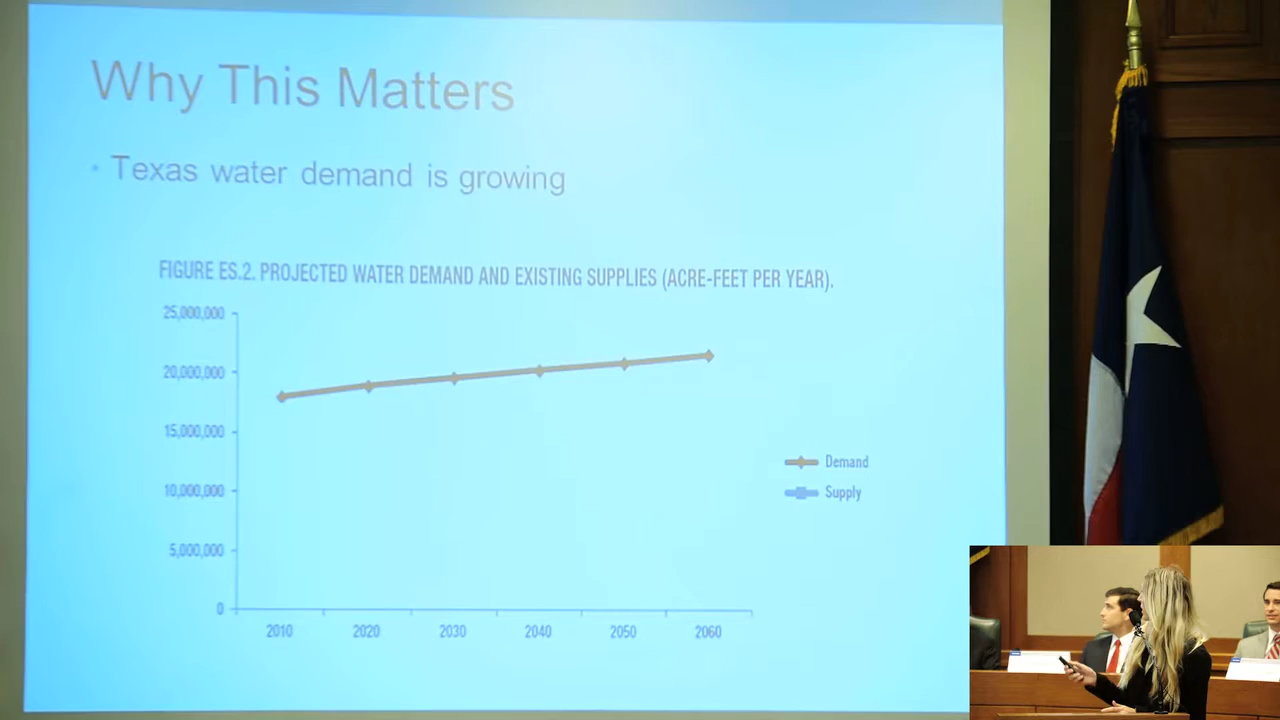 Why This Matters
• Texas water demand is growing
FIGURE ES.2. PROJECTED WATER DEMAND AND EXISTING SUPPLIES (ACRE-FEET PER YEAR).
25,000,000
20,000,000
15,000,000
10,000,000
5,000,000
0
2010 2020 2030 2040 2050 2060
Demand
Supply